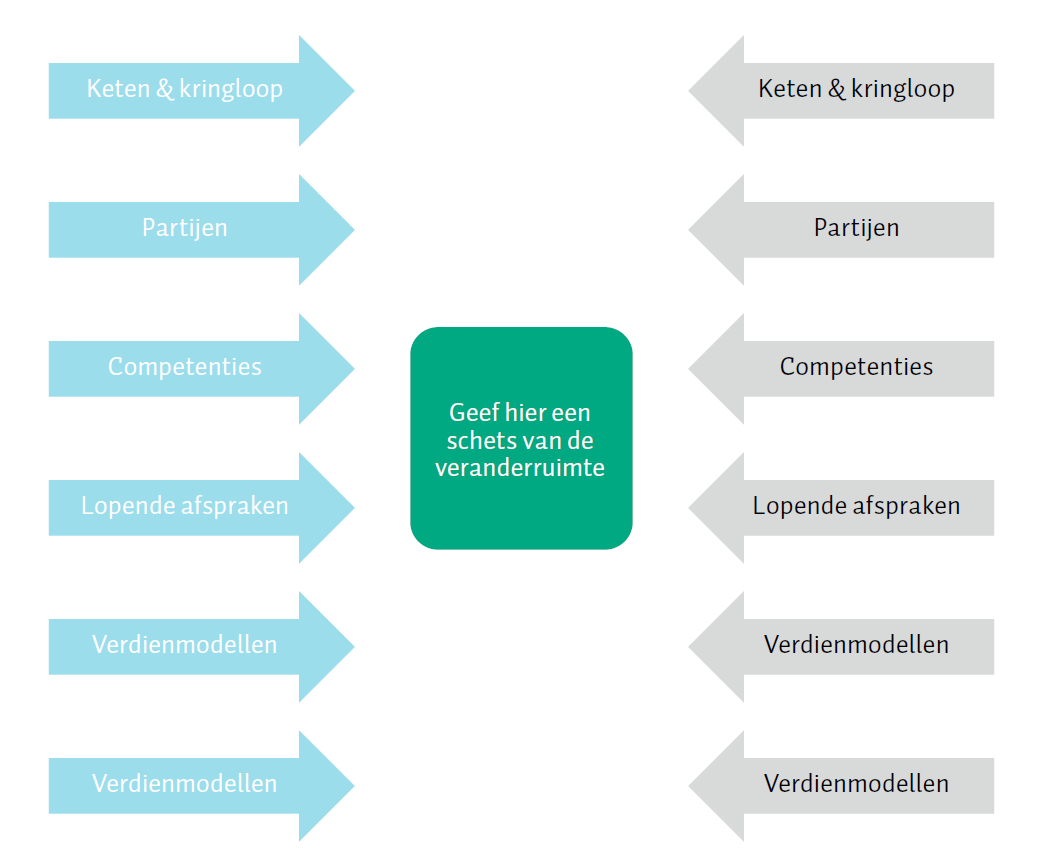 Keten & kringloop
Partijen
Competenties
Lopende afspraken
Verdienmodellen
Verdienmodellen
Geef hier een
schets van de
veranderruimte
Keten & kringloop
Partijen
Competenties
Lopende afspraken
Verdienmodellen
Verdienmodellen